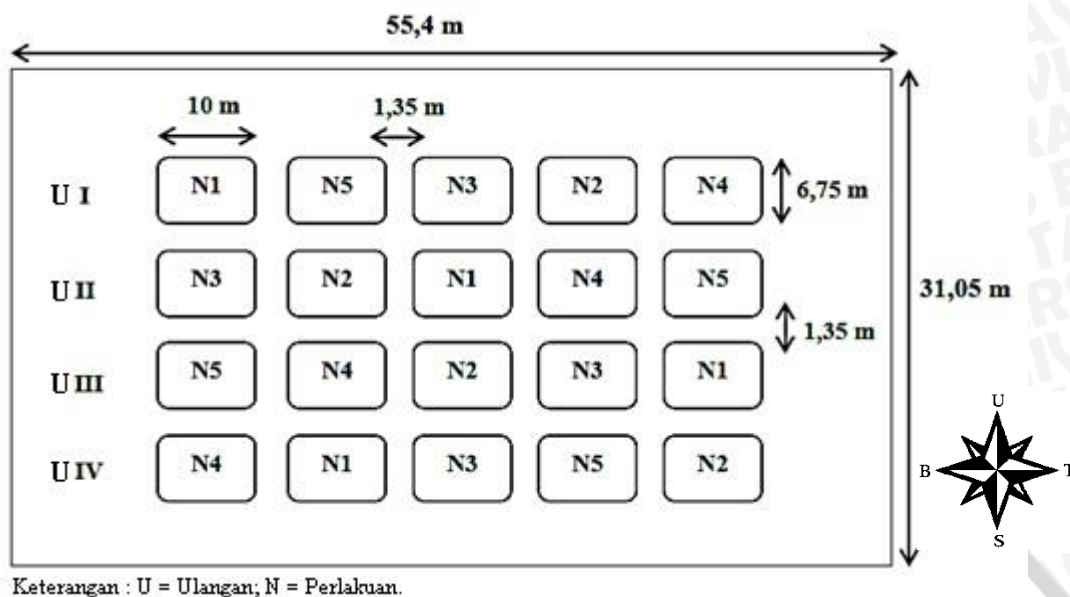 55,4 m
10 m 1,35 m
U I N1 N5 N3 N2 N4 6,75 m
U II N3 N2 N1 N4 N5 31,05 m
1,35 m
U III N5 N4 N2 N3 N1
U
U IV N4 N1 N3 N5 N2 B T
S
Keterangan : U = Ulangan; N = Perlakuan.